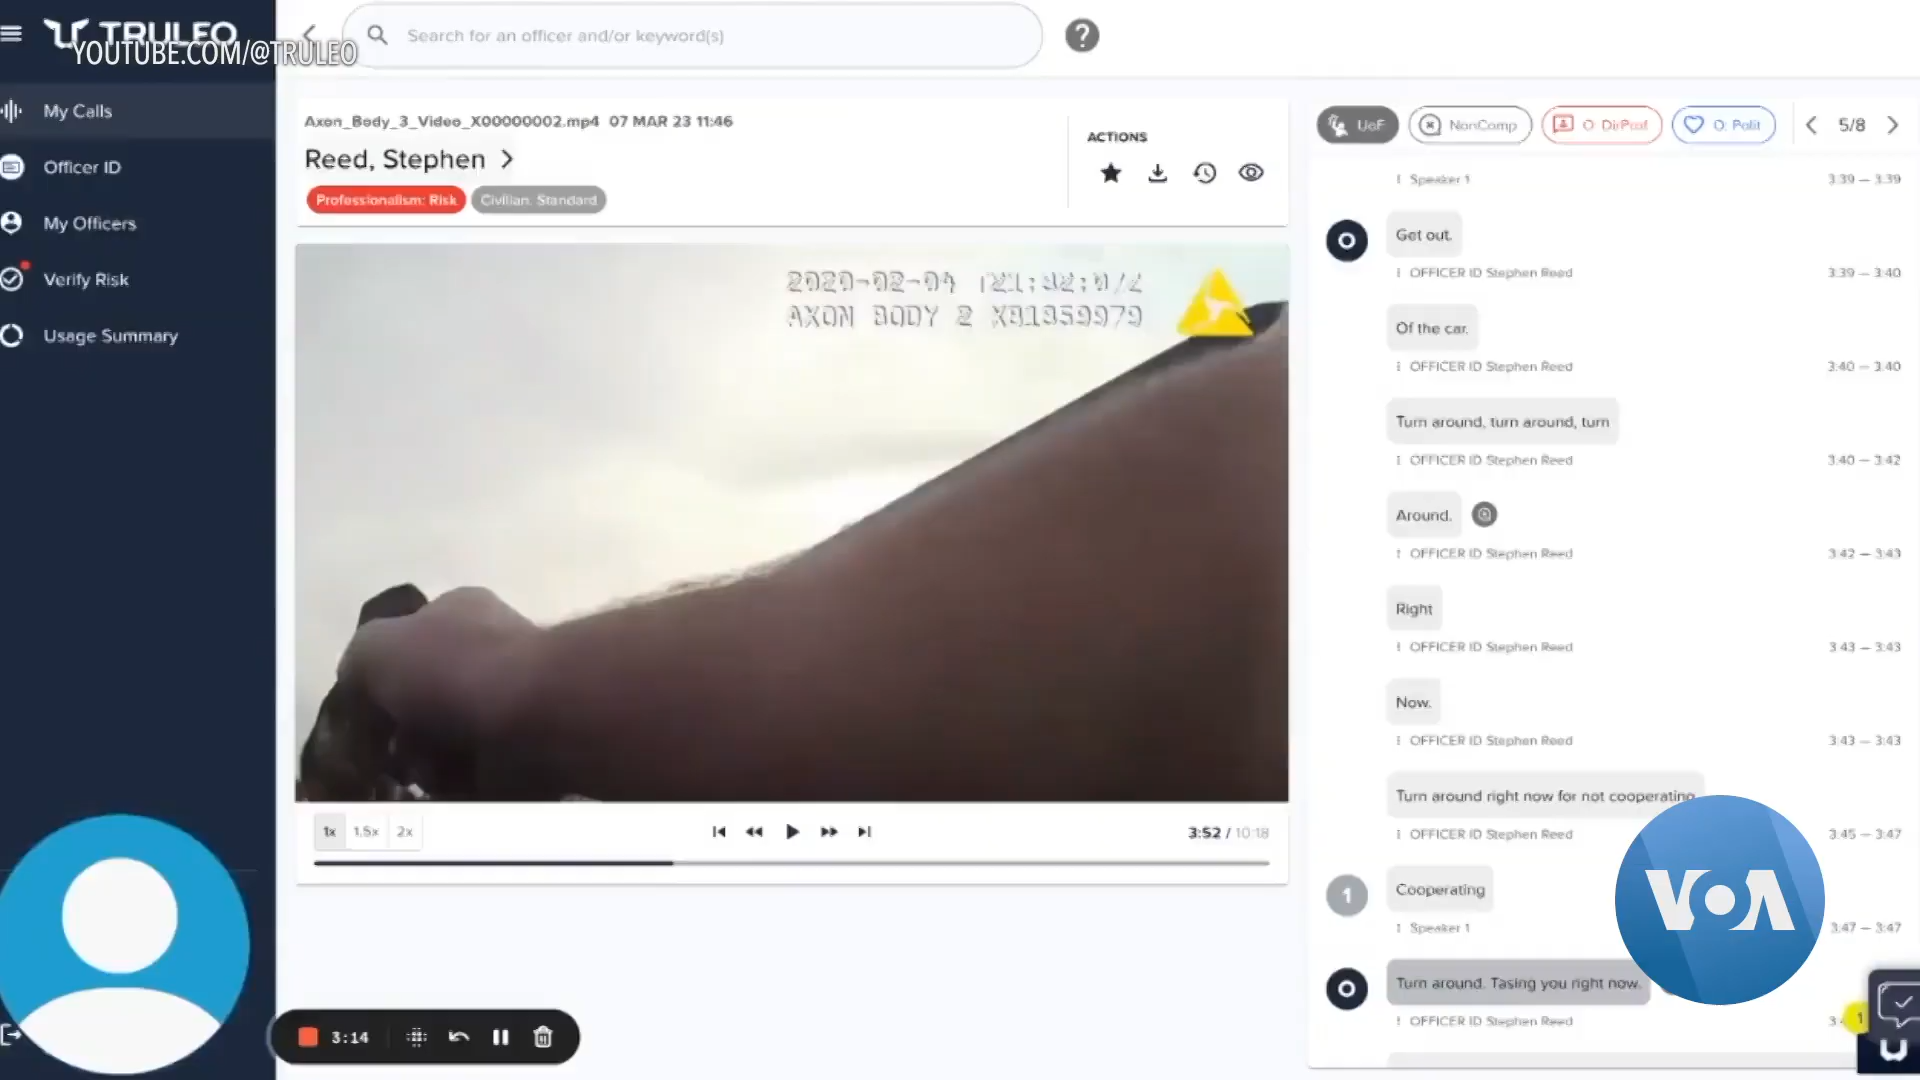 TRULEO
YOUTUBE.COM/@TRULEO
Search for an officer and/or keyword(s)
?
My Calls
Officer ID
My Officers
Verify Risk
Usage Summary
Axon_Body_3_Video_X00000002.mp4 07 MAR 23 11:46
Reed, Stephen
Professionalism: Risk
Civilian: Standard
ACTIONS
AXON BODY 2 X81359979
1x 1.5x 2x
3:52 / 10:18
3:14
UoF
NonComp
O: DirProf
O: Polit
5/8
Speaker 1 3:39 – 3:39
O
Get out.
OFFICER ID Stephen Reed 3:39 – 3:40
Of the car.
OFFICER ID Stephen Reed 3:40 – 3:40
Turn around, turn around, turn
OFFICER ID Stephen Reed 3:40 – 3:42
Around.
OFFICER ID Stephen Reed 3:42 – 3:43
Right
OFFICER ID Stephen Reed 3:43 – 3:43
Now.
OFFICER ID Stephen Reed 3:43 – 3:43
Turn around right now for not cooperating
OFFICER ID Stephen Reed 3:45 – 3:47
1
Cooperating
Speaker 1 3:47 – 3:47
O
Turn around. Tasing you right now.
OFFICER ID Stephen Reed
VOA
1